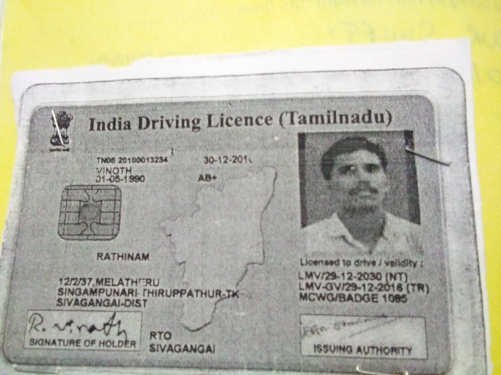 India Driving Licence (Tamilnadu)
TN06 20100013234
30-12-201
VINOTH
01-05-1990
AB+
RATHINAM
12/2/37, MELATHERU
SINGAMPUNARI THIRUPPATHUR-TK
SIVAGANGAI-DIST
Licensed to drive / validity :
LMV/29-12-2030 (NT)
LMV-GV/29-12-2016 (TR)
MCWG/BADGE 1085
R. Vinoth
SIGNATURE OF HOLDER
RTO
SIVAGANGAI
ISSUING AUTHORITY